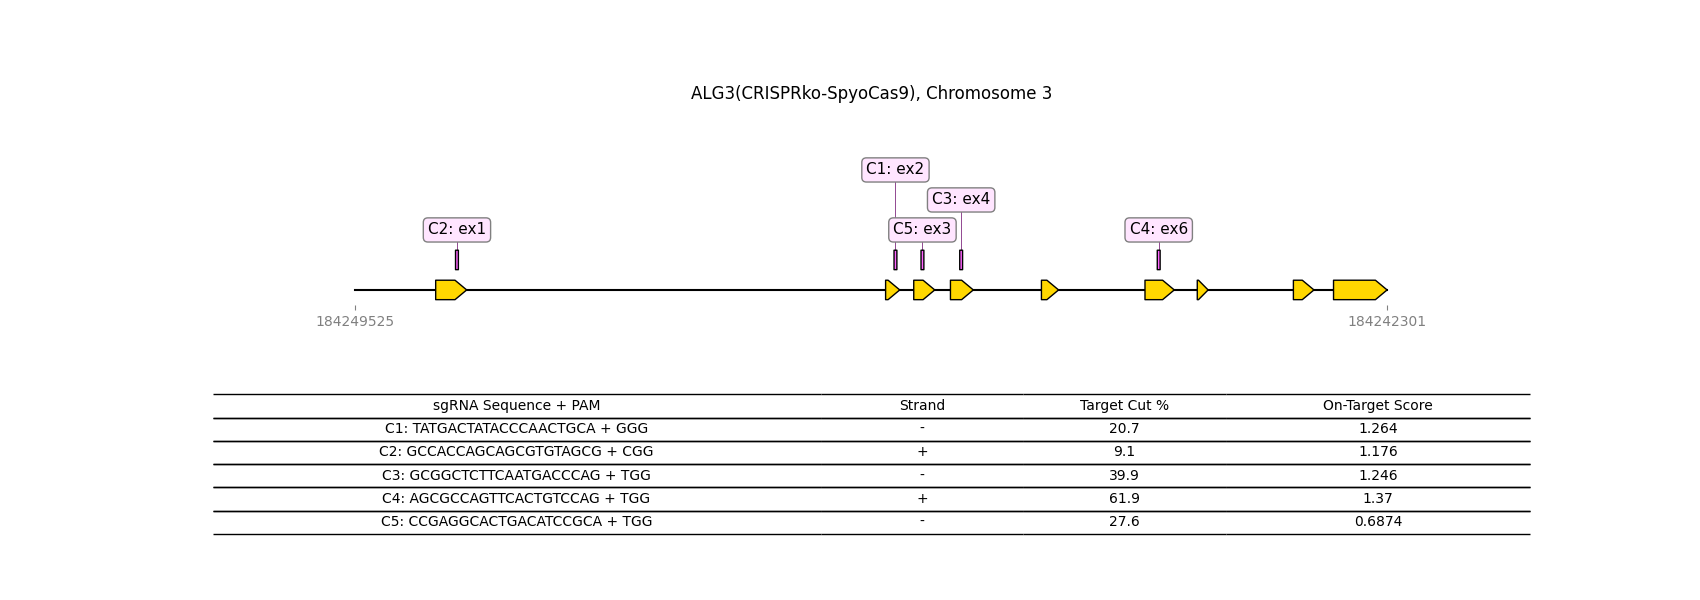 ALG3(CRISPRko-SpyoCas9), Chromosome 3
C1: ex2
C3: ex4
C2: ex1
C5: ex3
C4: ex6
184249525
184242301
sgRNA Sequence + PAM Strand Target Cut % On-Target Score
C1: TATGACTATACCCAACTGCA + GGG - 20.7 1.264
C2: GCCACCAGCAGCGTGTAGCG + CGG + 9.1 1.176
C3: GCGGCTCTTCAATGACCCAG + TGG - 39.9 1.246
C4: AGCGCCAGTTCACTGTCCAG + TGG + 61.9 1.37
C5: CCGAGGCACTGACATCCGCA + TGG - 27.6 0.6874